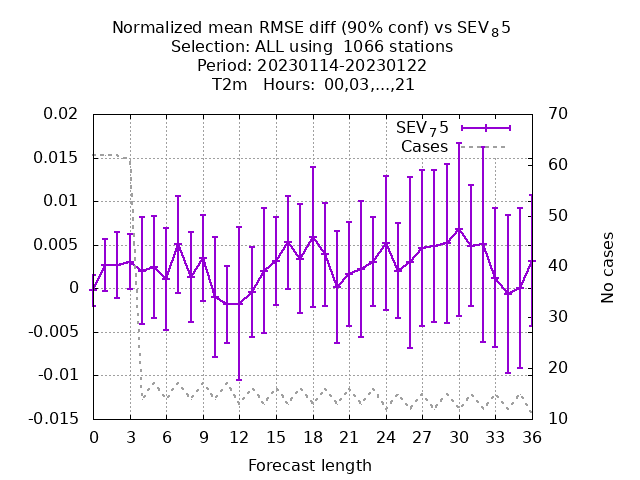 Normalized mean RMSE diff (90% conf) vs SEV₈5
Selection: ALL using  1066 stations
Period: 20230114-20230122
T2m   Hours:  00,03,...,21
SEV₇5
Cases
0.02
0.015
0.01
0.005
0
-0.005
-0.01
-0.015
70
60
50
40
30
20
10
No cases
0 3 6 9 12 15 18 21 24 27 30 33 36
Forecast length